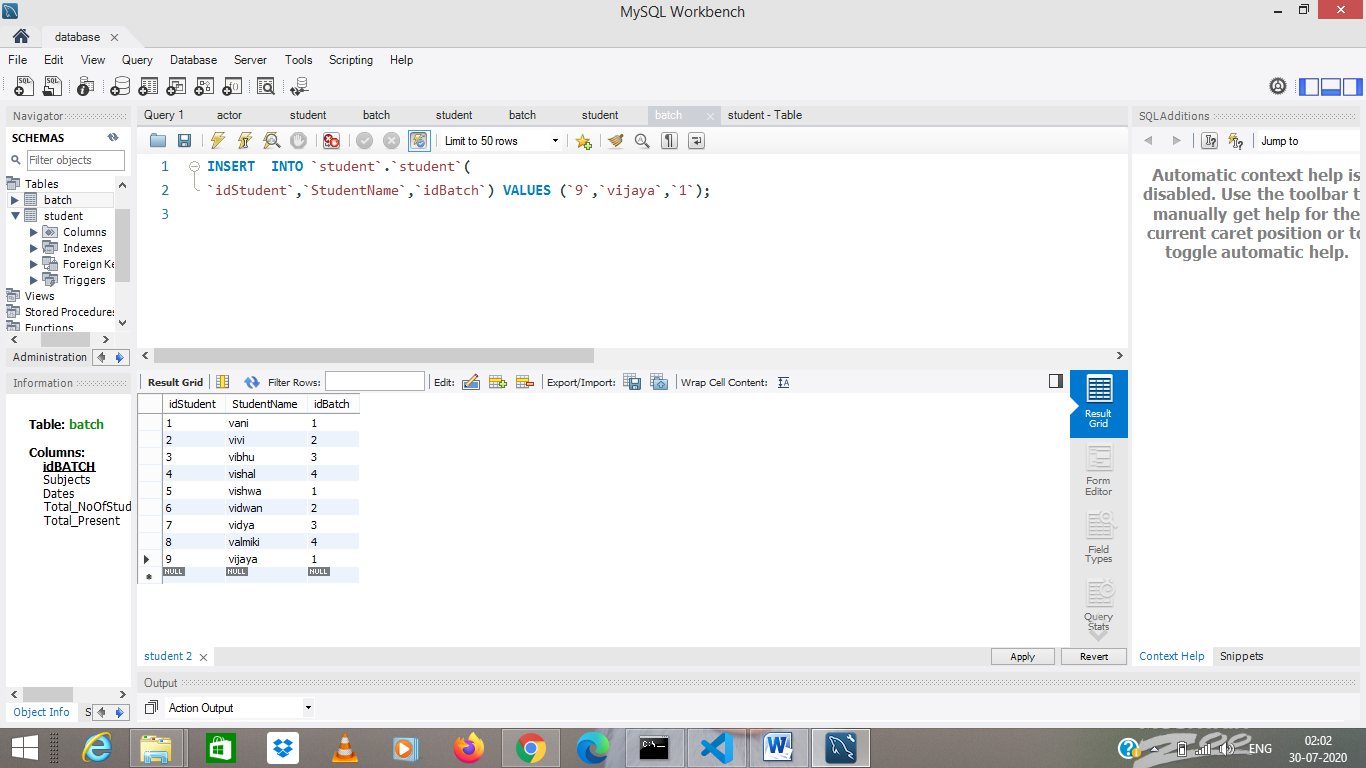 MySQL Workbench
database
File Edit View Query Database Server Tools Scripting Help
Navigator
SCHEMAS
Filter objects
Tables
batch
student
Columns
Indexes
Foreign Ke
Triggers
Views
Stored Procedures
Functions
Administration
Information
Table: batch
Columns:
idBATCH
Subjects
Dates
Total_NoOfStud
Total_Present
Object Info S
Query 1 actor student batch student batch student batch student - Table
Limit to 50 rows
1 INSERT INTO `student`.`student`(
2 `idStudent`,`StudentName`,`idBatch`) VALUES (`9`,`vijaya`,`1`);
3
Result Grid Filter Rows: Edit: Export/Import: Wrap Cell Content: IA
idStudent StudentName idBatch
1 vani 1
2 vivi 2
3 vibhu 3
4 vishal 4
5 vishwa 1
6 vidwan 2
7 vidya 3
8 valmiki 4
9 vijaya 1
NULL NULL NULL
Result
Grid
Form
Editor
Field
Types
Query
Stats
student 2
Apply Revert
Output
Action Output
SQLAdditions
Jump to
Automatic context help is
disabled. Use the toolbar t
manually get help for the
current caret position or to
toggle automatic help.
Context Help Snippets
ENG
02:02
30-07-2020